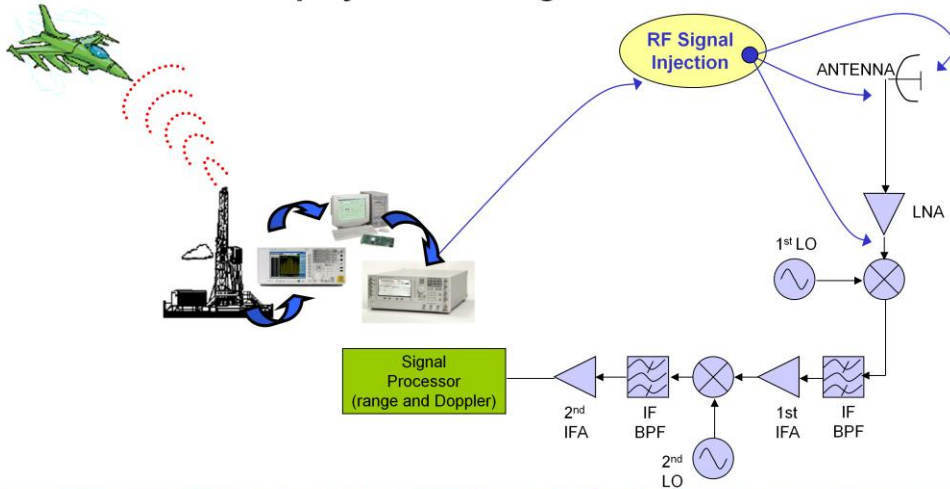 RF Signal
Injection
ANTENNA
LNA
1st LO
Signal
Processor
(range and Doppler)
2nd
IFA
IF
BPF
2nd
LO
1st
IFA
IF
BPF